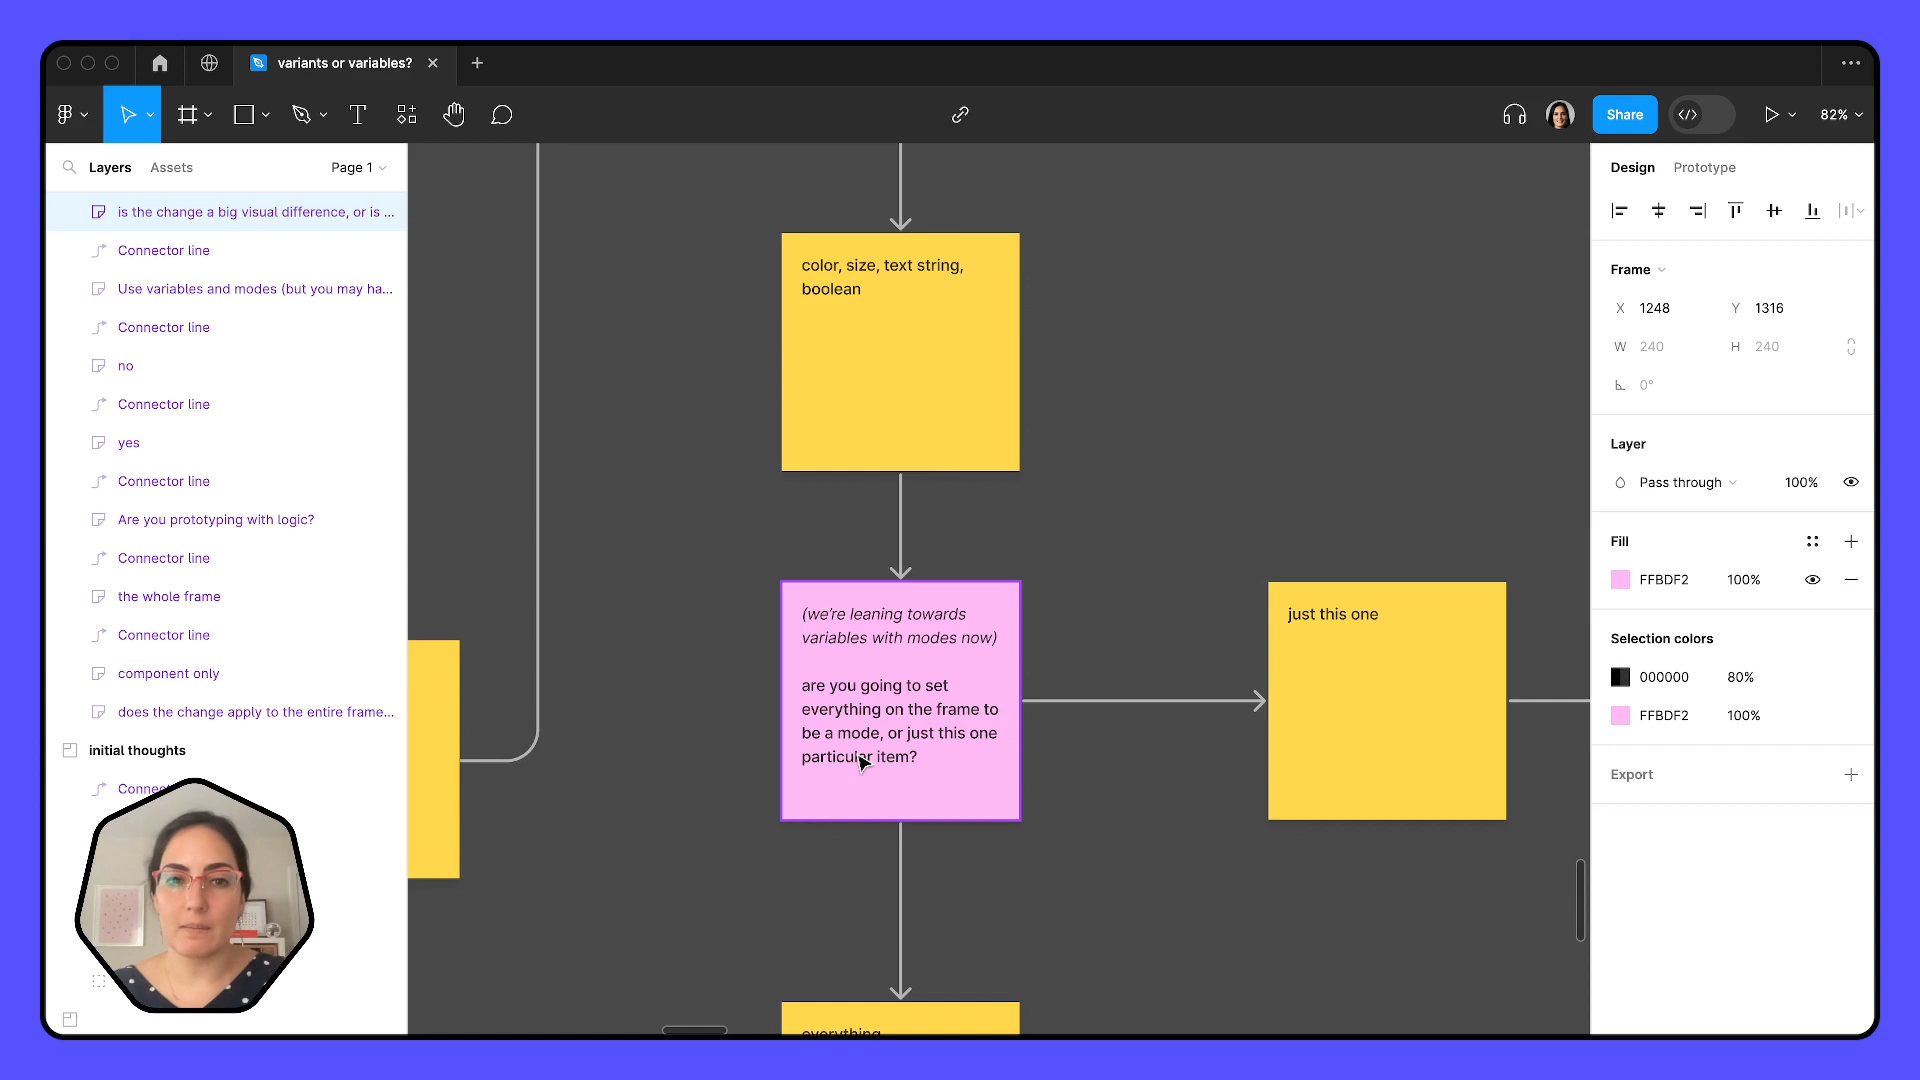 variants or variables?
Share
82%
Layers
Assets
Page 1
is the change a big visual difference, or is ...
Connector line
Use variables and modes (but you may ha...
Connector line
no
Connector line
yes
Connector line
Are you prototyping with logic?
Connector line
the whole frame
Connector line
component only
does the change apply to the entire frame...
initial thoughts
color, size, text string,
boolean
(we're leaning towards
variables with modes now)
are you going to set
everything on the frame to
be a mode, or just this one
particular item?
just this one
everything
Design
Prototype
Frame
X 1248 Y 1316
W 240 H 240
0°
Layer
Pass through 100%
Fill
FFBDF2 100%
Selection colors
000000 80%
FFBDF2 100%
Export